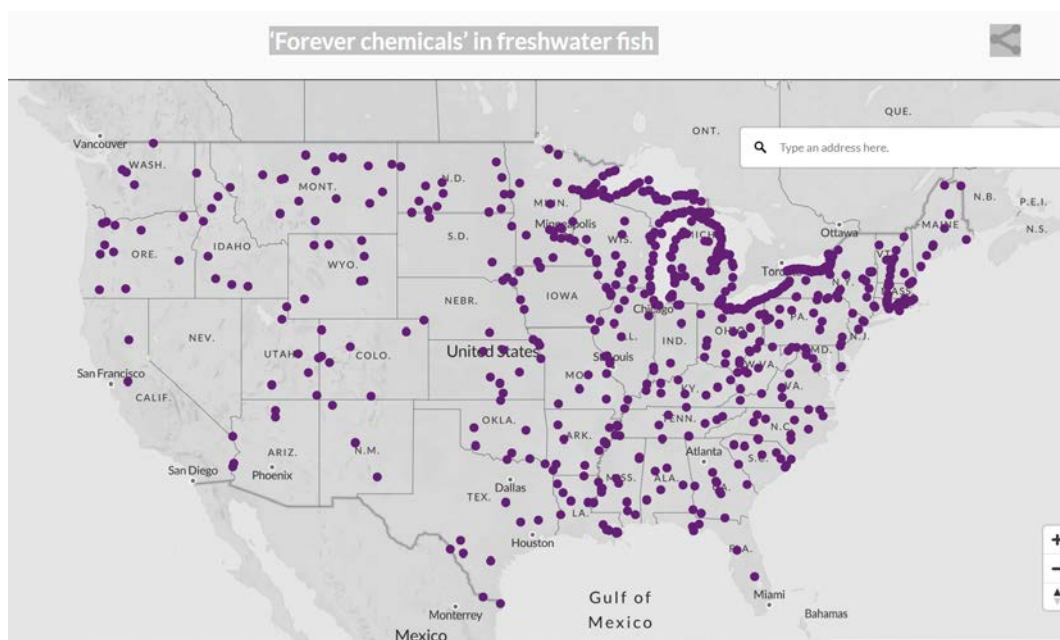 ‘Forever chemicals’ in freshwater fish
QUE.
ONT.
Type an address here.
Vancouver
WASH.
MONT.
N.D.
MINN.
Minneapolis
Ottawa
MAINE
N.B.
P.E.I.
N.S.
ORE.
IDAHO
S.D.
WIS.
MICH
VT.
WYO.
N.Y.
MASS.
NEBR.
IOWA
Chicago
NEV.
UTAH
COLO.
United States
ILL.
IND.
OHIO
PA.
N.J.
MD.
W.VA.
San Francisco
CALIF.
MO.
St. Louis
KY.
VA.
OKLA.
ARK.
TENN.
N.C.
ARIZ.
N.M.
Atlanta
S.C.
San Diego
Phoenix
Dallas
MISS.
ALA.
GA.
TEX.
LA.
Houston
FLA.
Monterrey
Gulf of
Mexico
Miami
Bahamas
Mexico